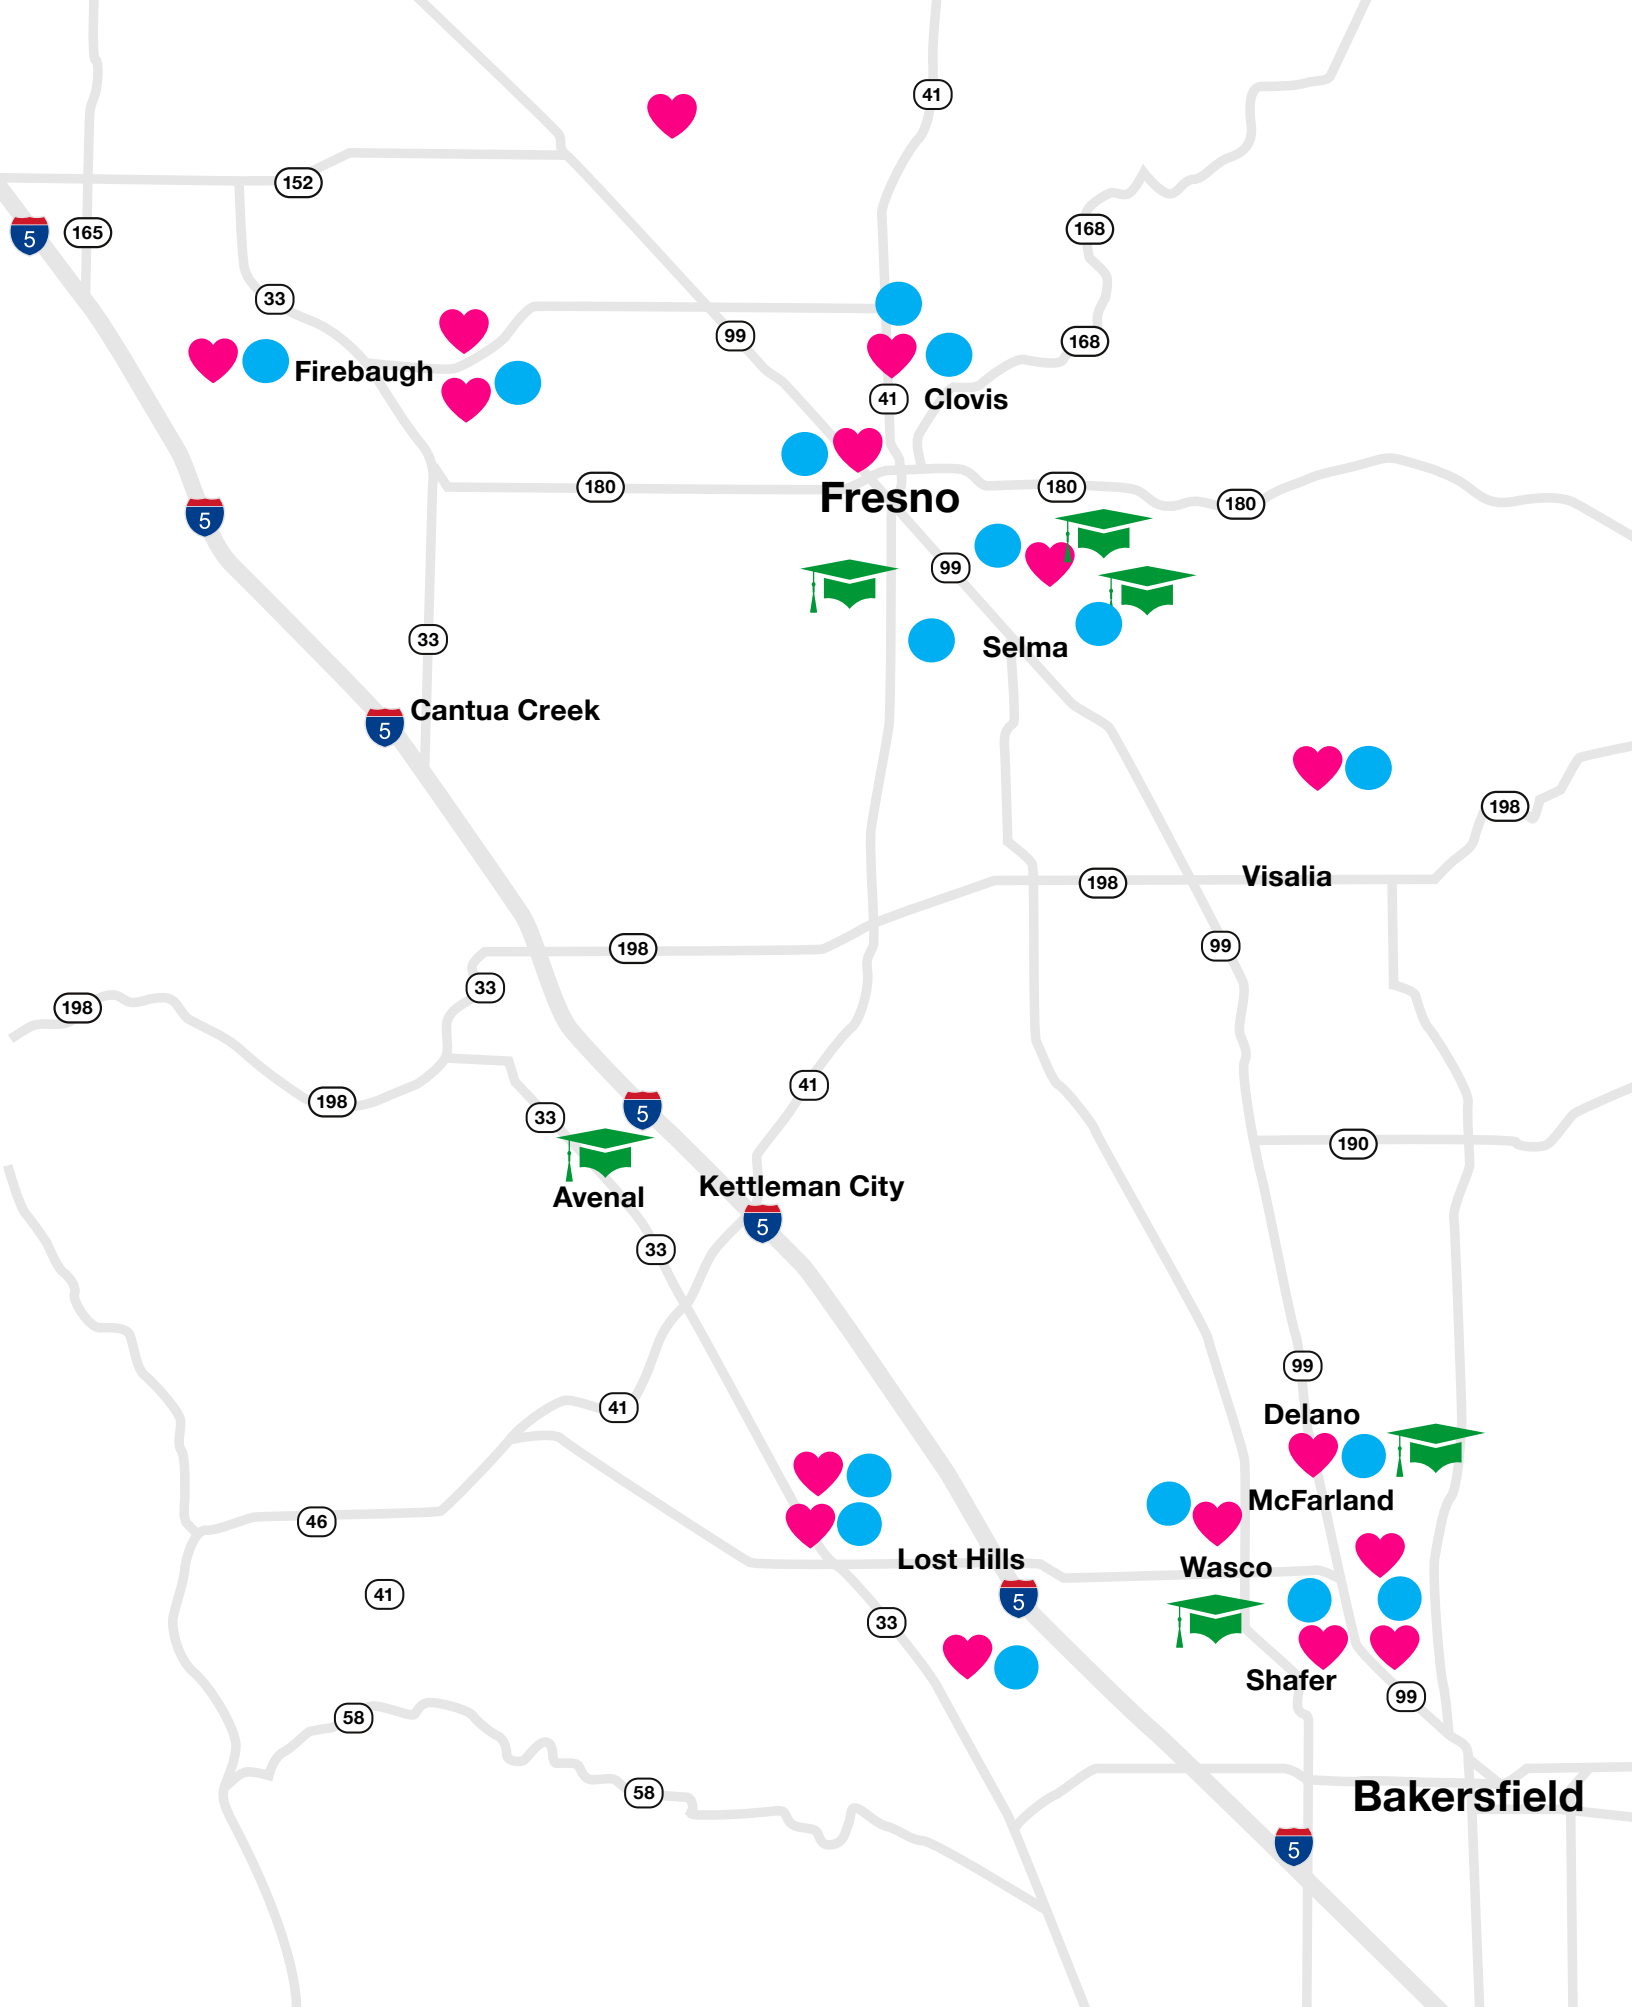 41
152
168
5
165
33
99
168
Firebaugh
41
Clovis
180
180
Fresno
180
5
99
33
Selma
Cantua Creek
5
198
Visalia
198
99
198
33
198
41
198
5
33
190
Kettleman City
Avenal
5
33
99
41
Delano
McFarland
46
Lost Hills
Wasco
41
5
33
Shafer
99
58
58
Bakersfield
5